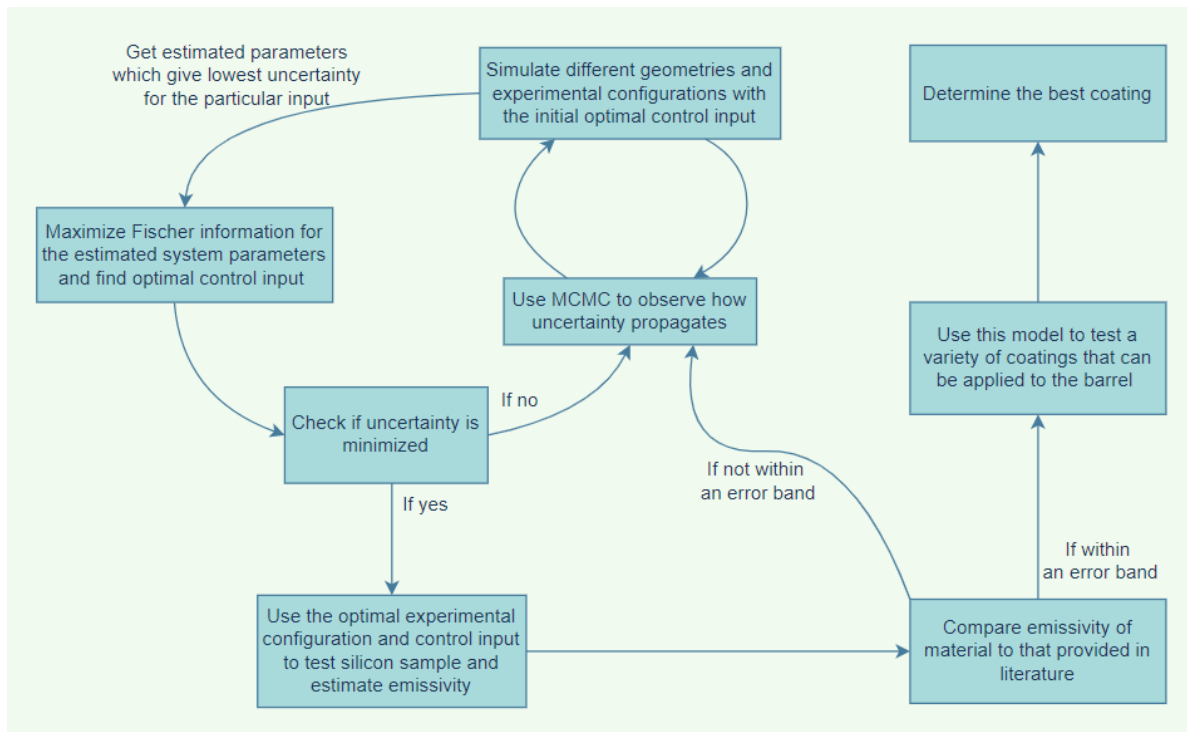 Get estimated parameters
which give lowest uncertainty
for the particular input
Simulate different geometries and
experimental configurations with
the initial optimal control input
Determine the best coating
Maximize Fischer information for
the estimated system parameters
and find optimal control input
Use MCMC to observe how
uncertainty propagates
Use this model to test a
variety of coatings that can
be applied to the barrel
Check if uncertainty is
minimized
If no
If yes
If not within
an error band
If within
an error band
Use the optimal experimental
configuration and control input
to test silicon sample and
estimate emissivity
Compare emissivity of
material to that provided in
literature